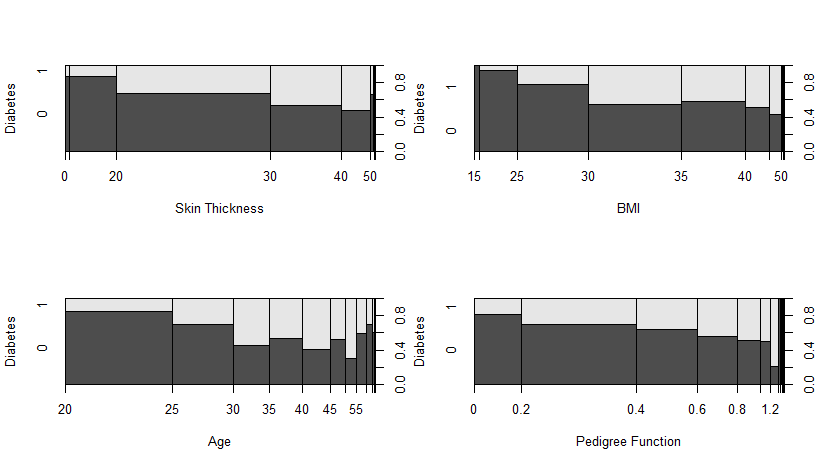 Diabetes
0 1
0.0 0.4 0.8
0 20 30 40 50
Skin Thickness
Diabetes
0 1
0.0 0.4 0.8
15 25 30 35 40 50
BMI
Diabetes
0 1
0.0 0.4 0.8
20 25 30 35 40 45 55
Age
Diabetes
0 1
0.0 0.4 0.8
0 0.2 0.4 0.6 0.8 1.2
Pedigree Function